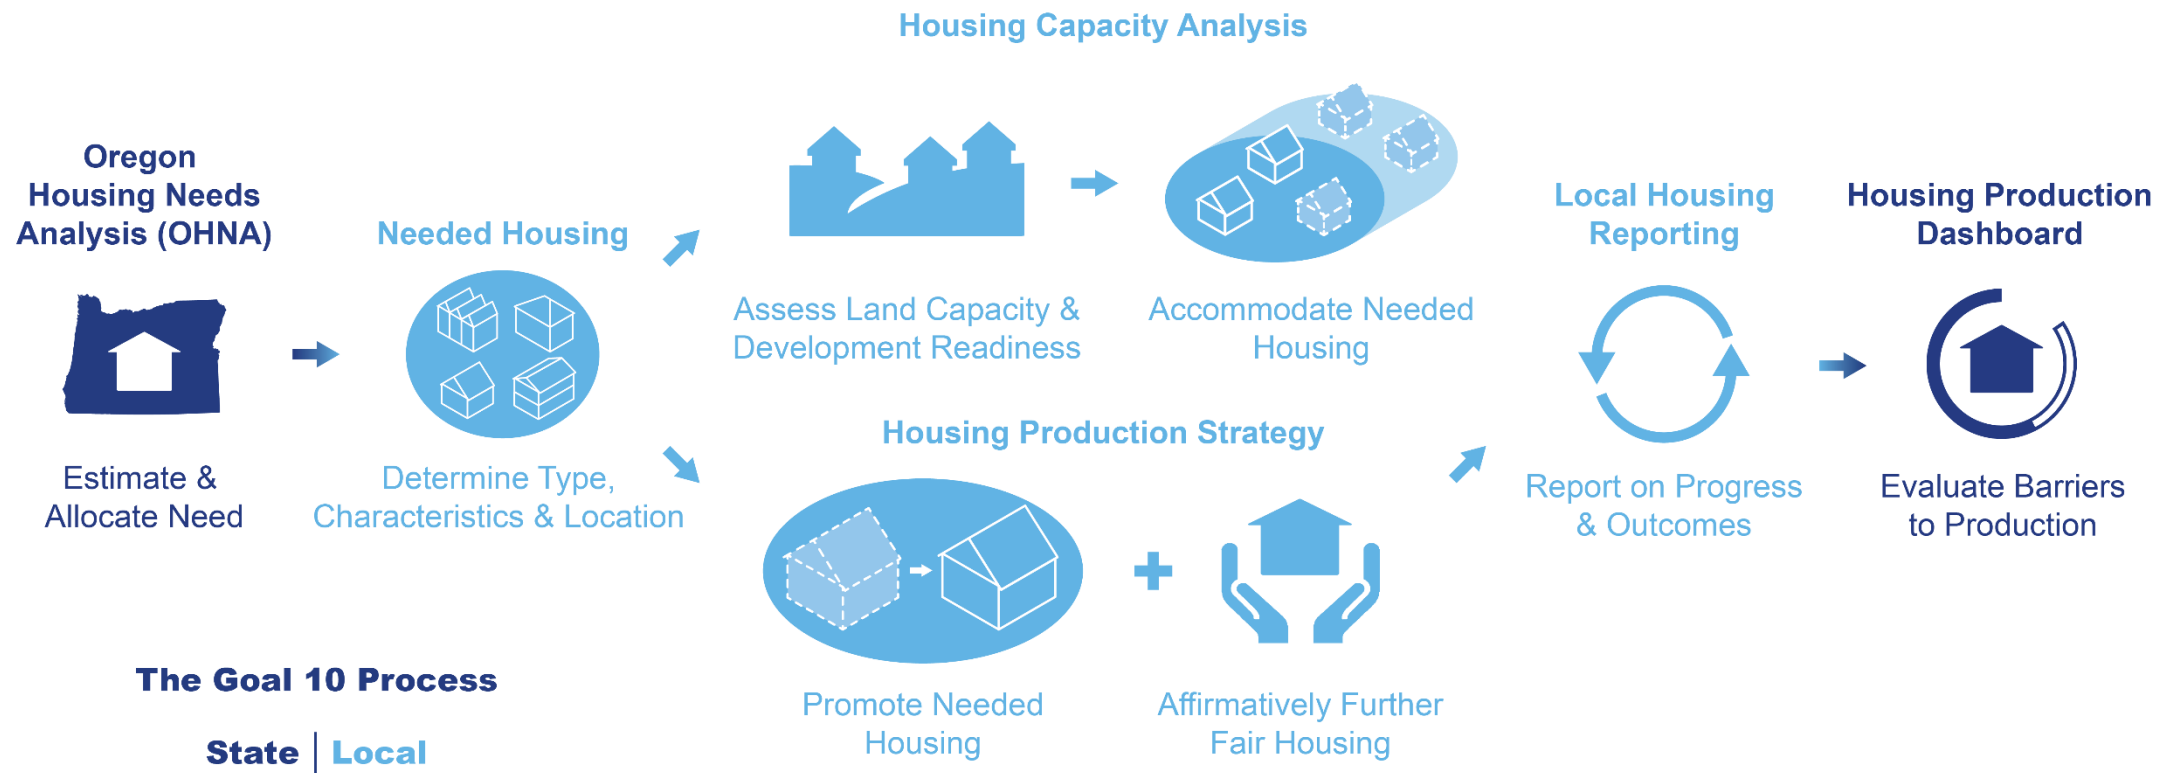 Housing Capacity Analysis
Oregon
Housing Needs
Analysis (OHNA)
Estimate &
Allocate Need
Needed Housing
Determine Type,
Characteristics & Location
Assess Land Capacity &
Development Readiness
Accommodate Needed
Housing
Housing Production Strategy
Promote Needed
Housing
Affirmatively Further
Fair Housing
Local Housing
Reporting
Report on Progress
& Outcomes
Housing Production
Dashboard
Evaluate Barriers
to Production
The Goal 10 Process
State | Local